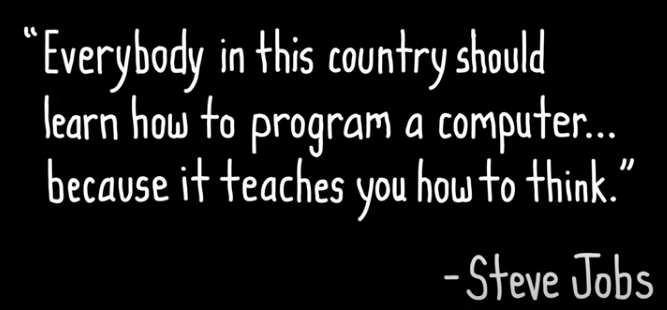 “Everybody in this country should
learn how to program a computer...
because it teaches you how to think.”
-Steve Jobs